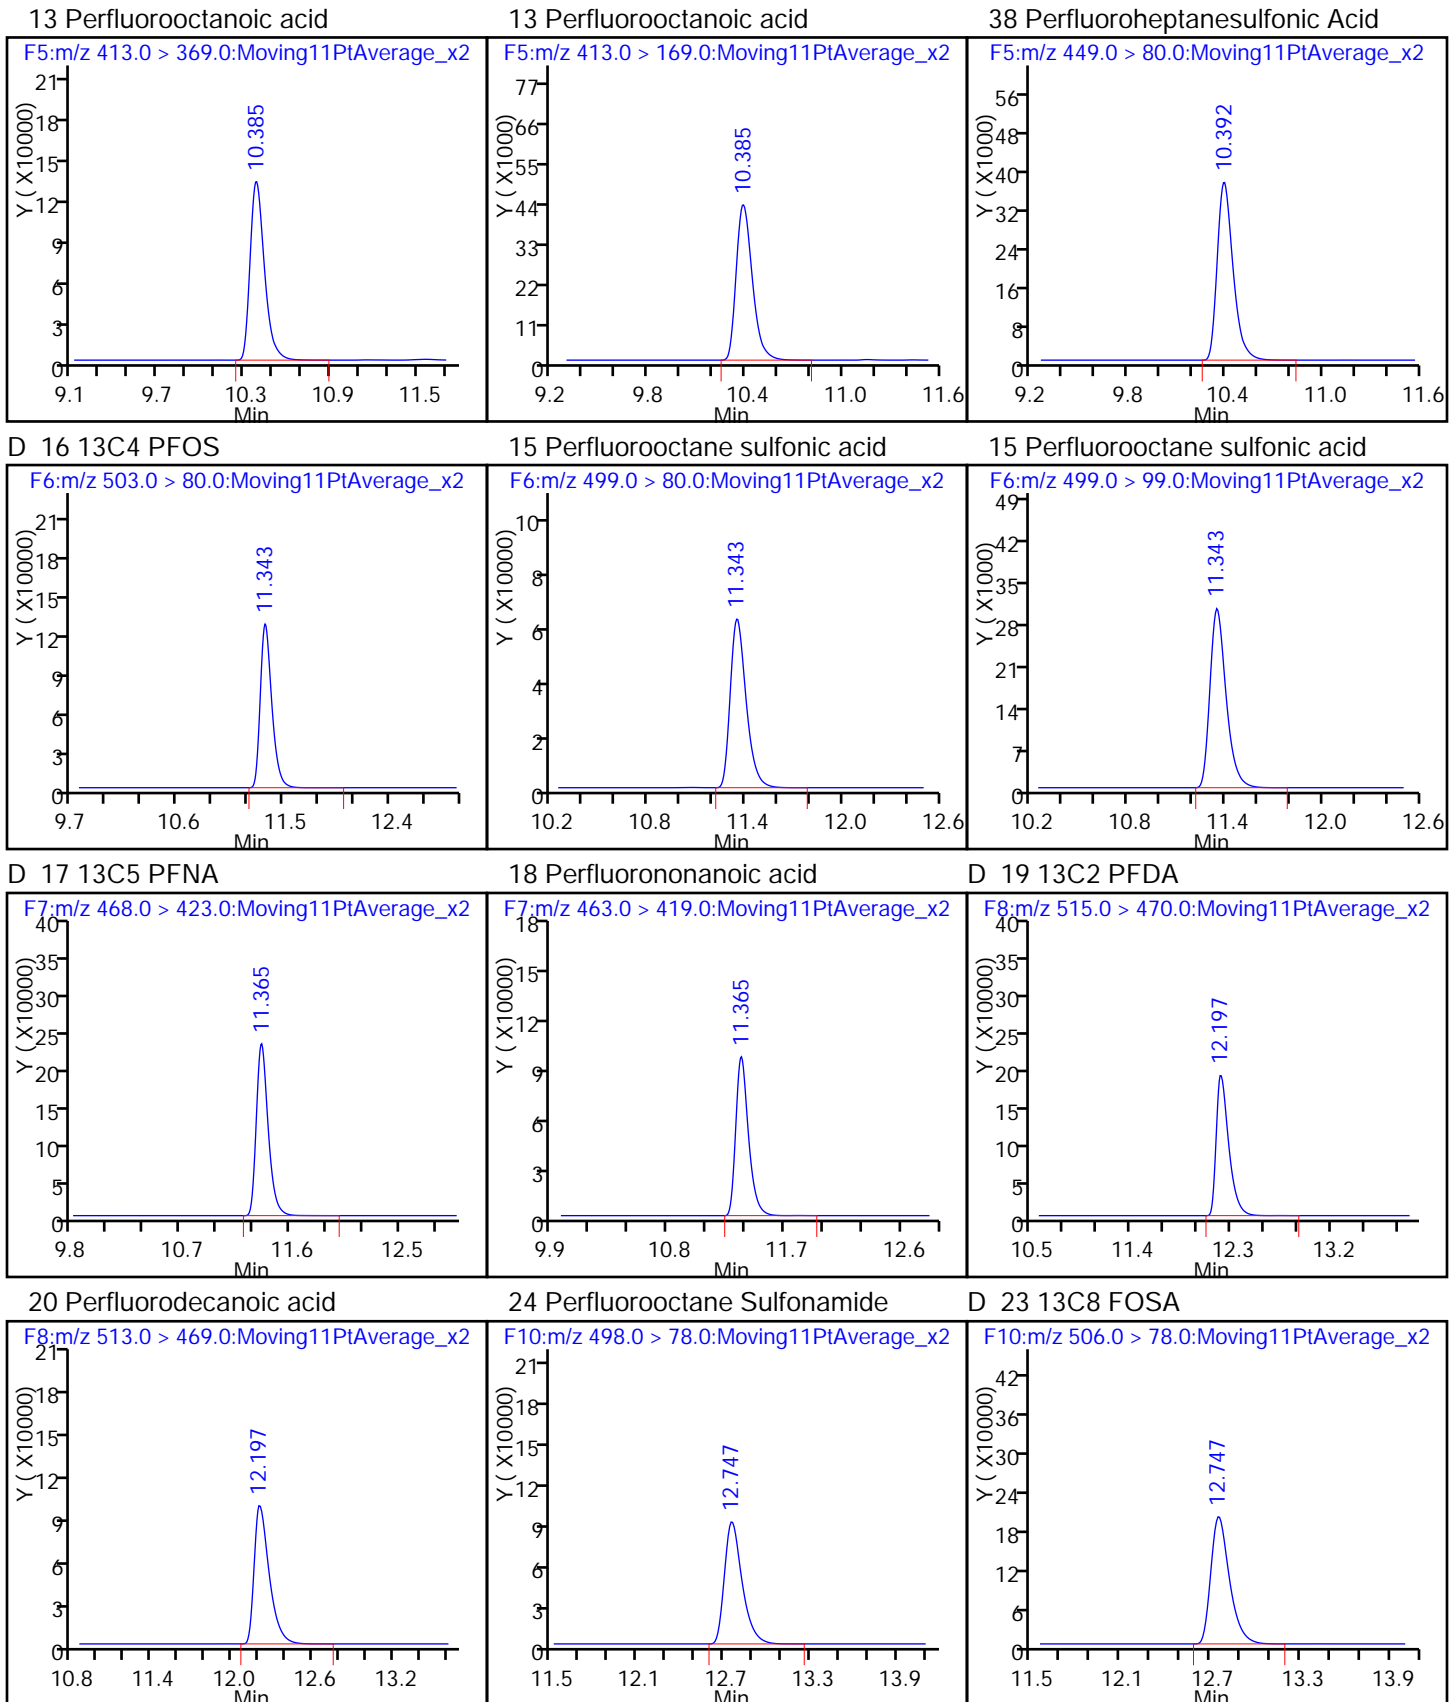 13 Perfluorooctanoic acid
F5:m/z 413.0 > 369.0:Moving11PtAverage_x2
Y ( X10000)
21
18
15
12
9
6
3
0
10.385
9.1 9.7 10.3 10.9 11.5
Min
13 Perfluorooctanoic acid
F5:m/z 413.0 > 169.0:Moving11PtAverage_x2
Y ( X1000)
77
66
55
44
33
22
11
0
10.385
9.2 9.8 10.4 11.0 11.6
Min
38 Perfluoroheptanesulfonic Acid
F5:m/z 449.0 > 80.0:Moving11PtAverage_x2
Y ( X1000)
56
48
40
32
24
16
8
0
10.392
9.2 9.8 10.4 11.0 11.6
Min
D 16 13C4 PFOS
F6:m/z 503.0 > 80.0:Moving11PtAverage_x2
Y ( X10000)
21
18
15
12
9
6
3
0
11.343
9.7 10.6 11.5 12.4
Min
15 Perfluorooctane sulfonic acid
F6:m/z 499.0 > 80.0:Moving11PtAverage_x2
Y ( X10000)
10
8
6
4
2
0
11.343
10.2 10.8 11.4 12.0 12.6
Min
15 Perfluorooctane sulfonic acid
F6:m/z 499.0 > 99.0:Moving11PtAverage_x2
Y ( X1000)
49
42
35
28
21
14
7
0
11.343
10.2 10.8 11.4 12.0 12.6
Min
D 17 13C5 PFNA
F7:m/z 468.0 > 423.0:Moving11PtAverage_x2
Y ( X10000)
40
35
30
25
20
15
10
5
0
11.365
9.8 10.7 11.6 12.5
Min
18 Perfluorononanoic acid
F7:m/z 463.0 > 419.0:Moving11PtAverage_x2
Y ( X10000)
18
15
12
9
6
3
0
11.365
9.9 10.8 11.7 12.6
Min
D 19 13C2 PFDA
F8:m/z 515.0 > 470.0:Moving11PtAverage_x2
Y ( X10000)
40
35
30
25
20
15
10
5
0
12.197
10.5 11.4 12.3 13.2
Min
20 Perfluorodecanoic acid
F8:m/z 513.0 > 469.0:Moving11PtAverage_x2
Y ( X10000)
21
18
15
12
9
6
3
0
12.197
10.8 11.4 12.0 12.6 13.2
Min
24 Perfluorooctane Sulfonamide
F10:m/z 498.0 > 78.0:Moving11PtAverage_x2
Y ( X10000)
21
18
15
12
9
6
3
0
12.747
11.5 12.1 12.7 13.3 13.9
Min
D 23 13C8 FOSA
F10:m/z 506.0 > 78.0:Moving11PtAverage_x2
Y ( X10000)
42
36
30
24
18
12
6
0
12.747
11.5 12.1 12.7 13.3 13.9
Min